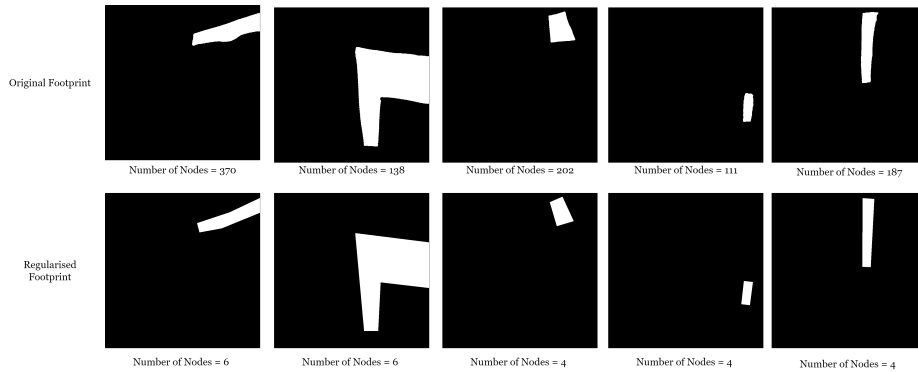 Original Footprint
Number of Nodes = 370
Number of Nodes = 138
Number of Nodes = 202
Number of Nodes = 111
Number of Nodes = 187
Regularised
Footprint
Number of Nodes = 6
Number of Nodes = 6
Number of Nodes = 4
Number of Nodes = 4
Number of Nodes = 4